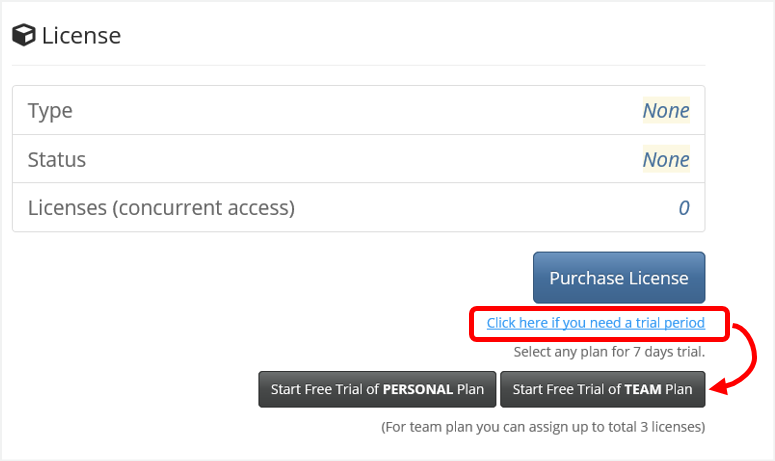 License
Type None
Status None
Licenses (concurrent access) 0
Purchase License
Click here if you need a trial period
Select any plan for 7 days trial.
Start Free Trial of PERSONAL Plan Start Free Trial of TEAM Plan
(For team plan you can assign up to total 3 licenses)